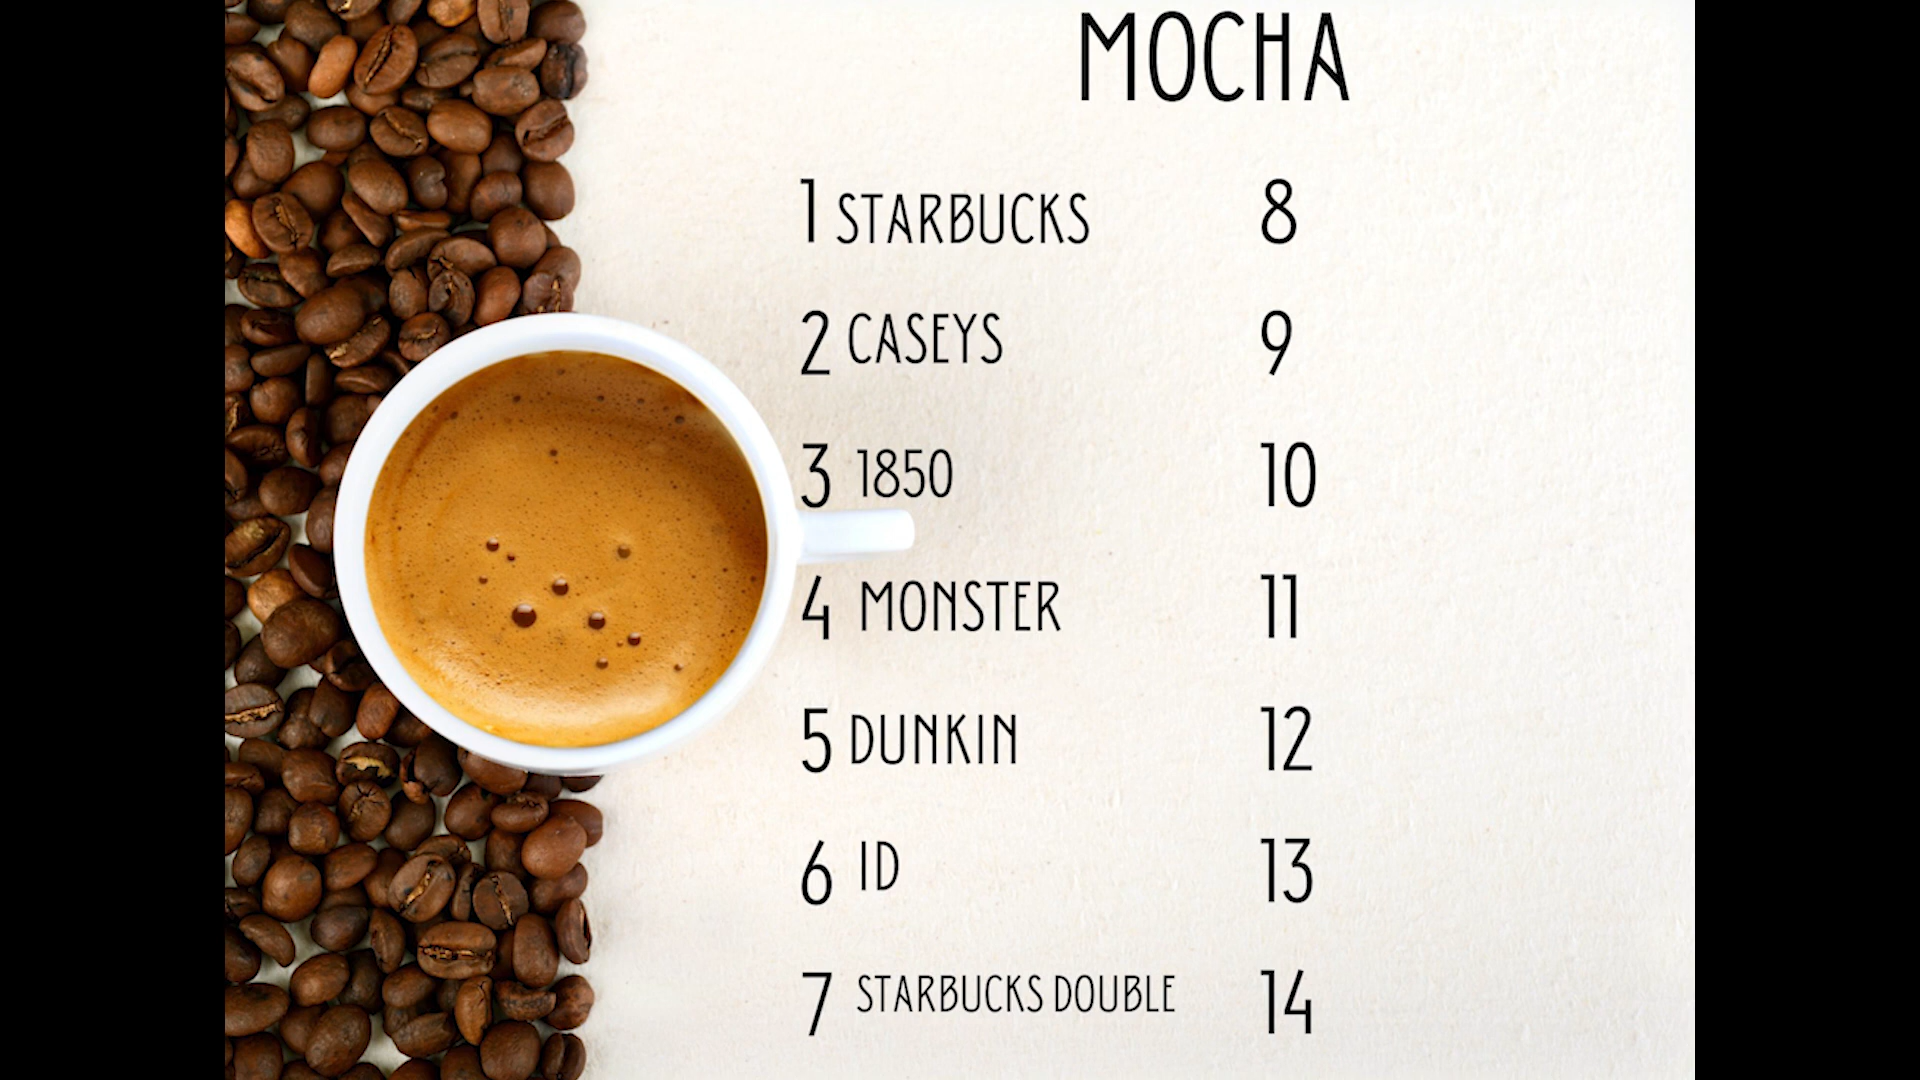 MOCHA
1 STARBUCKS
2 CASEYS
3 1850
4 MONSTER
5 DUNKIN
6 ID
7 STARBUCKS DOUBLE
8
9
10
11
12
13
14